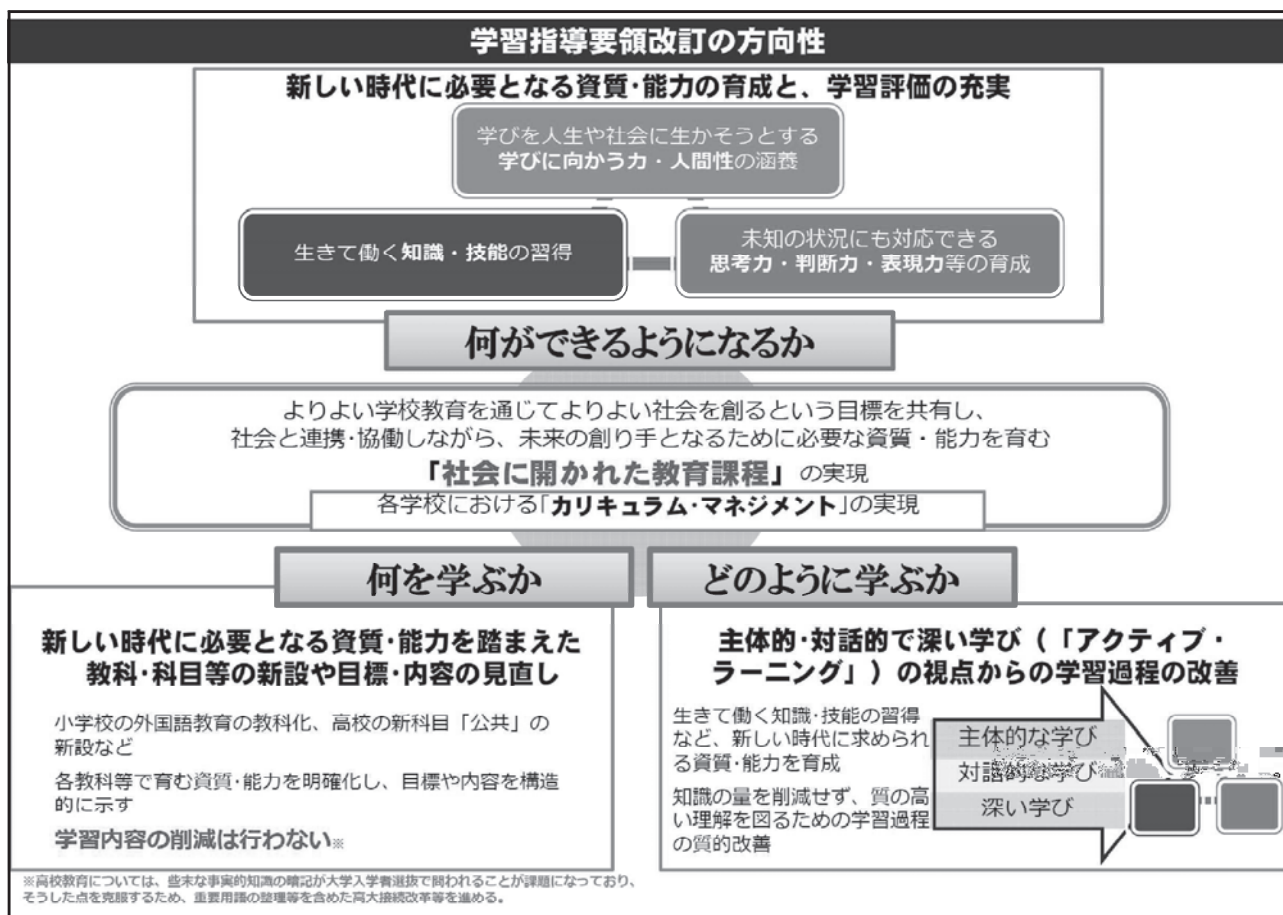 学習指導要領改訂の方向性
新しい時代に必要となる資質・能力の育成と、学習評価の充実
学びを人生や社会に生かそうとする
学びに向かう力・人間性の涵養
生きて働く知識・技能の習得
未知の状況にも対応できる
思考力・判断力・表現力等の育成
何ができるようになるか
よりよい学校教育を通じてよりよい社会を創るという目標を共有し、
社会と連携・協働しながら、未来の創り手となるために必要な資質・能力を育む
「社会に開かれた教育課程」の実現
各学校における「カリキュラム・マネジメント」の実現
何を学ぶか
どのように学ぶか
新しい時代に必要となる資質・能力を踏まえた
教科・科目等の新設や目標・内容の見直し
小学校の外国語教育の教科化、高校の新科目「公共」の
新設など
各教科等で育む資質・能力を明確化し、目標や内容を構造
的に示す
学習内容の削減は行わない※
主体的・対話的で深い学び（「アクティブ・
ラーニング」）の視点からの学習過程の改善
生きて働く知識・技能の習得
など、新しい時代に求められ
る資質・能力を育成
知識の量を削減せず、質の高
い理解を図るための学習過程
の質的改善
主体的な学び
対話的な学び
深い学び
※高校教育については、些末な事実的知識の暗記が大学入学者選抜で問われることが課題になっており、
そうした点を克服するため、重要用語の整理等を含めた高大接続改革等を進める。